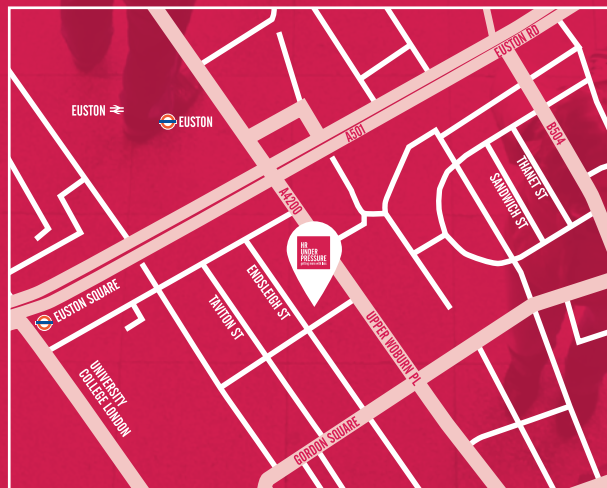 EUSTON RD
EUSTON
EUSTON
A501
B504
THANET ST
SANDWICH ST
A4200
HR
UNDER
PRESSURE
ENDSLEIGH ST
TAVITON ST
EUSTON SQUARE
UPPER WOBURN PL
UNIVERSITY
COLLEGE LONDON
GORDON SQUARE